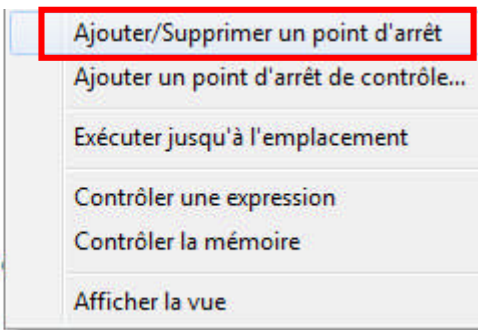 Ajouter/Supprimer un point d'arrêt
Ajouter un point d'arrêt de contrôle...
Exécuter jusqu'à l'emplacement
Contrôler une expression
Contrôler la mémoire
Afficher la vue